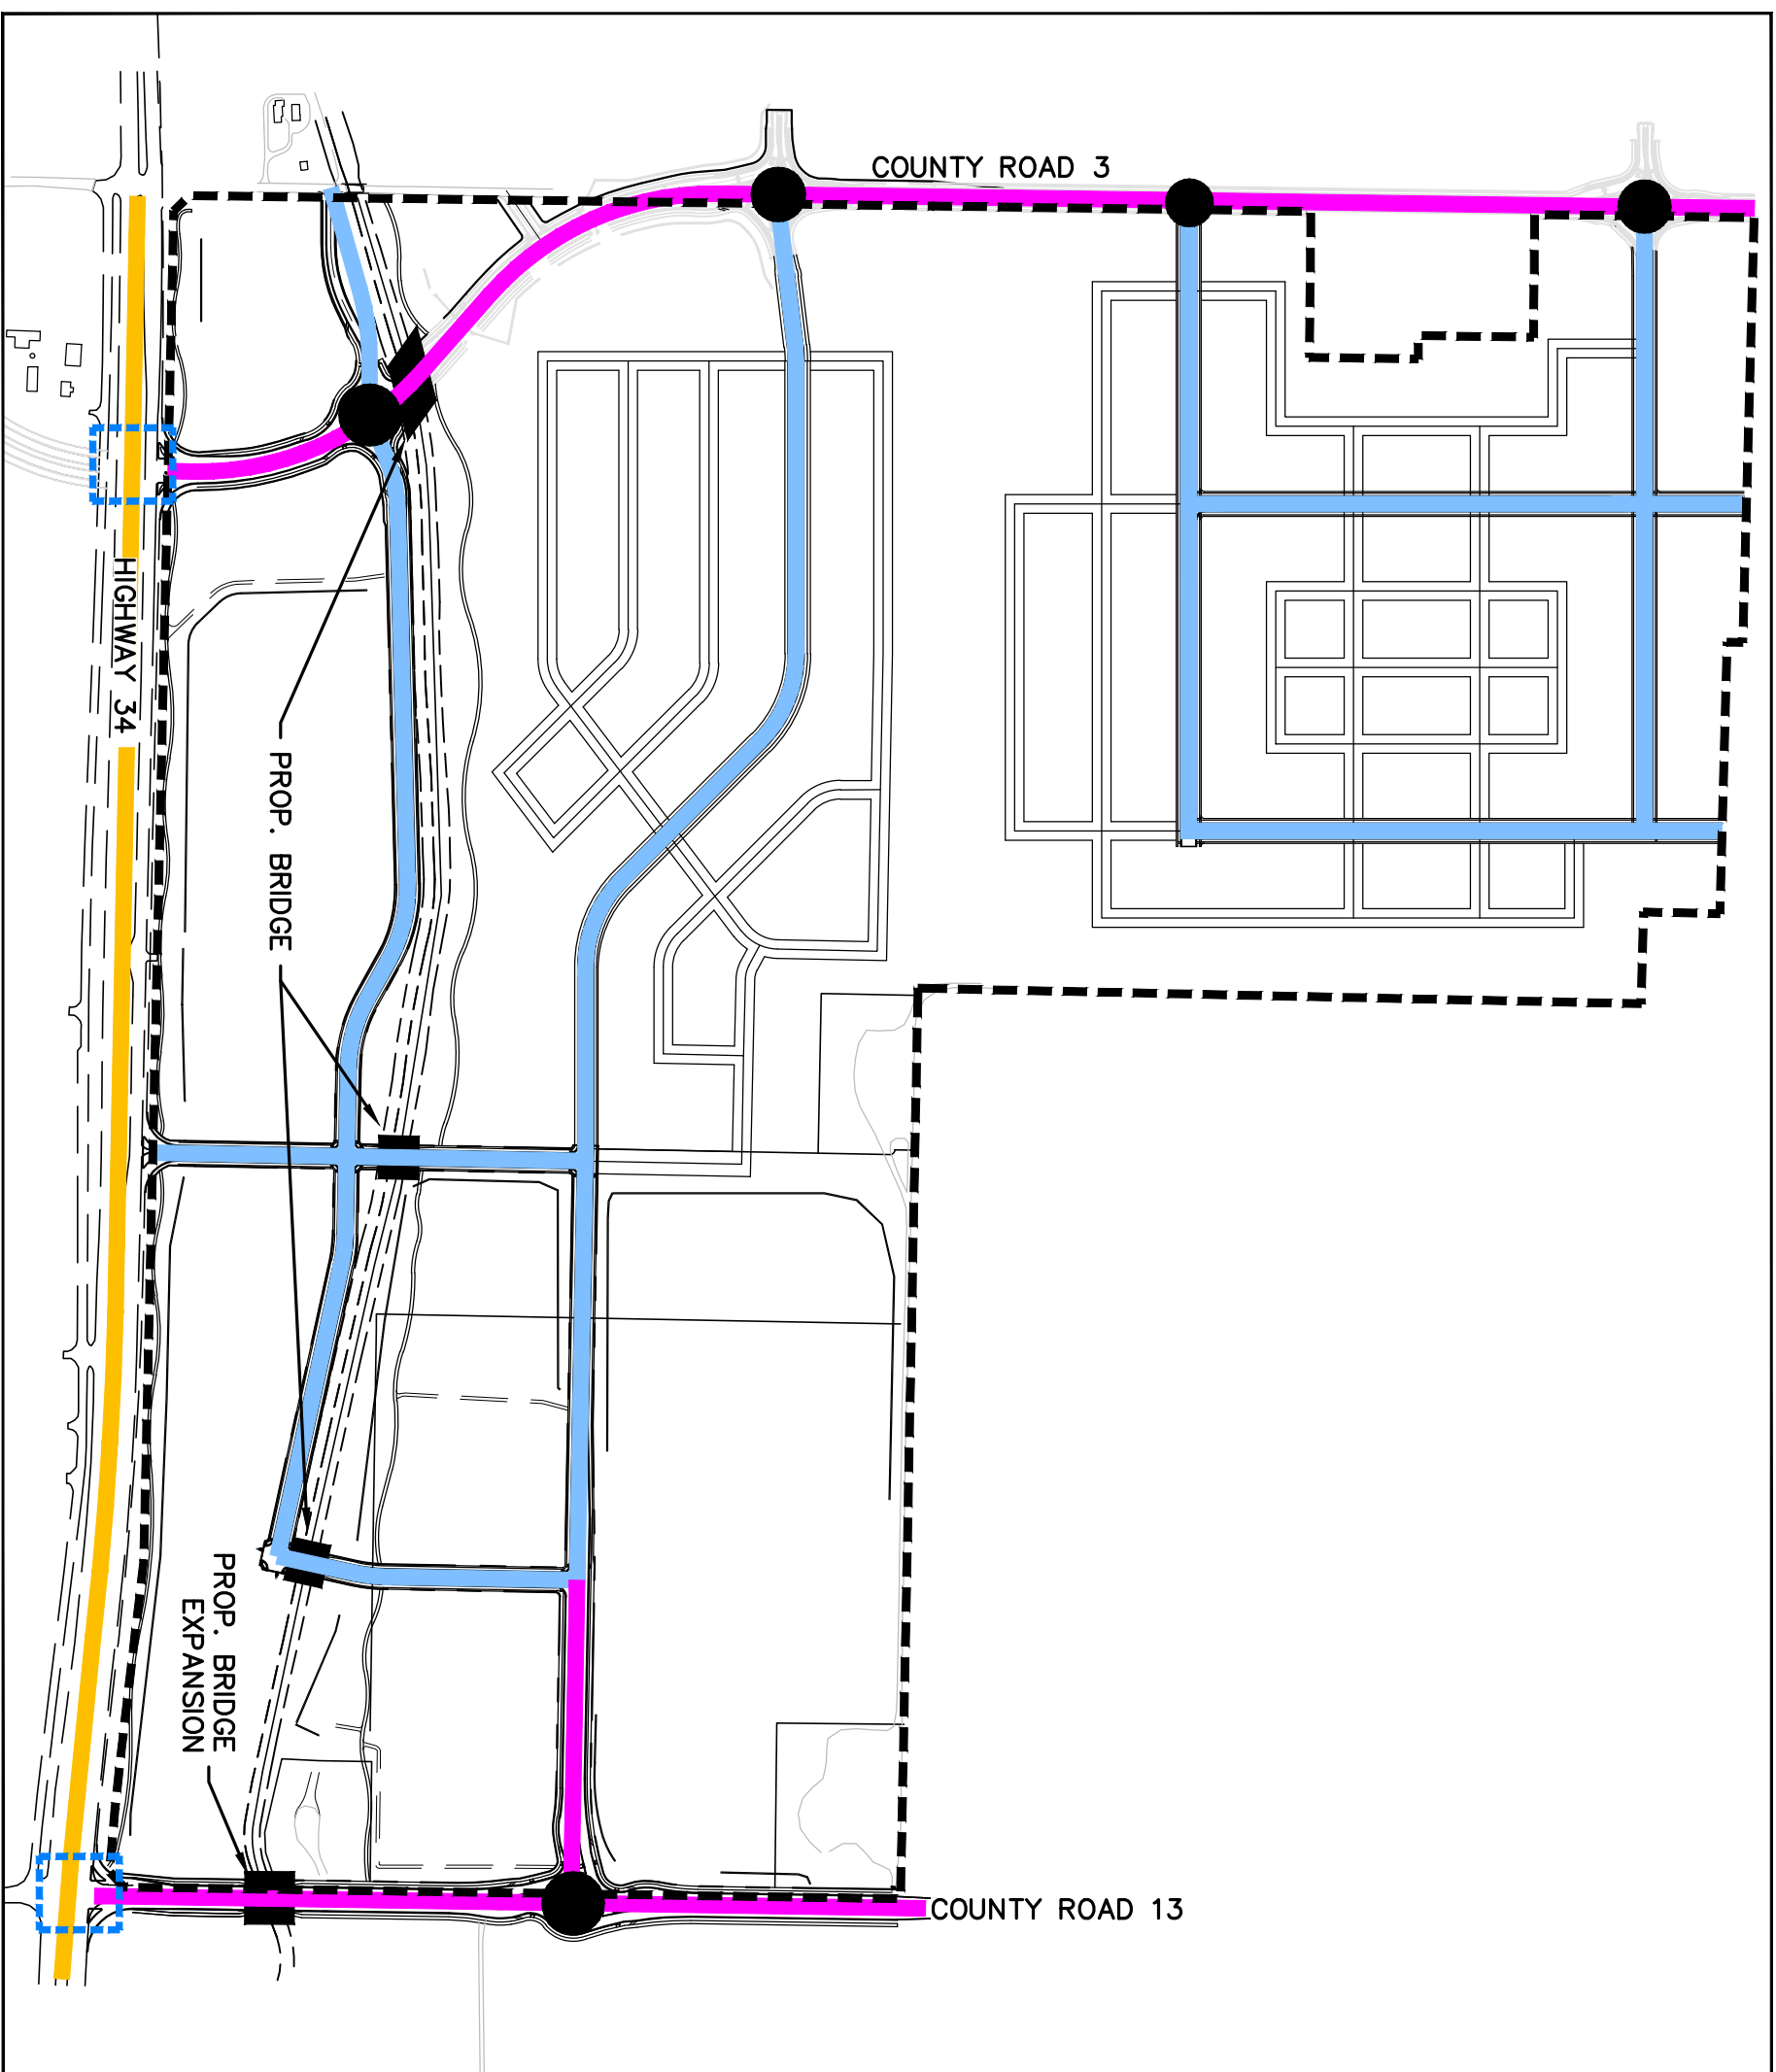 COUNTY ROAD 3
HIGHWAY 34
PROP. BRIDGE
PROP. BRIDGE
EXPANSION
COUNTY ROAD 13